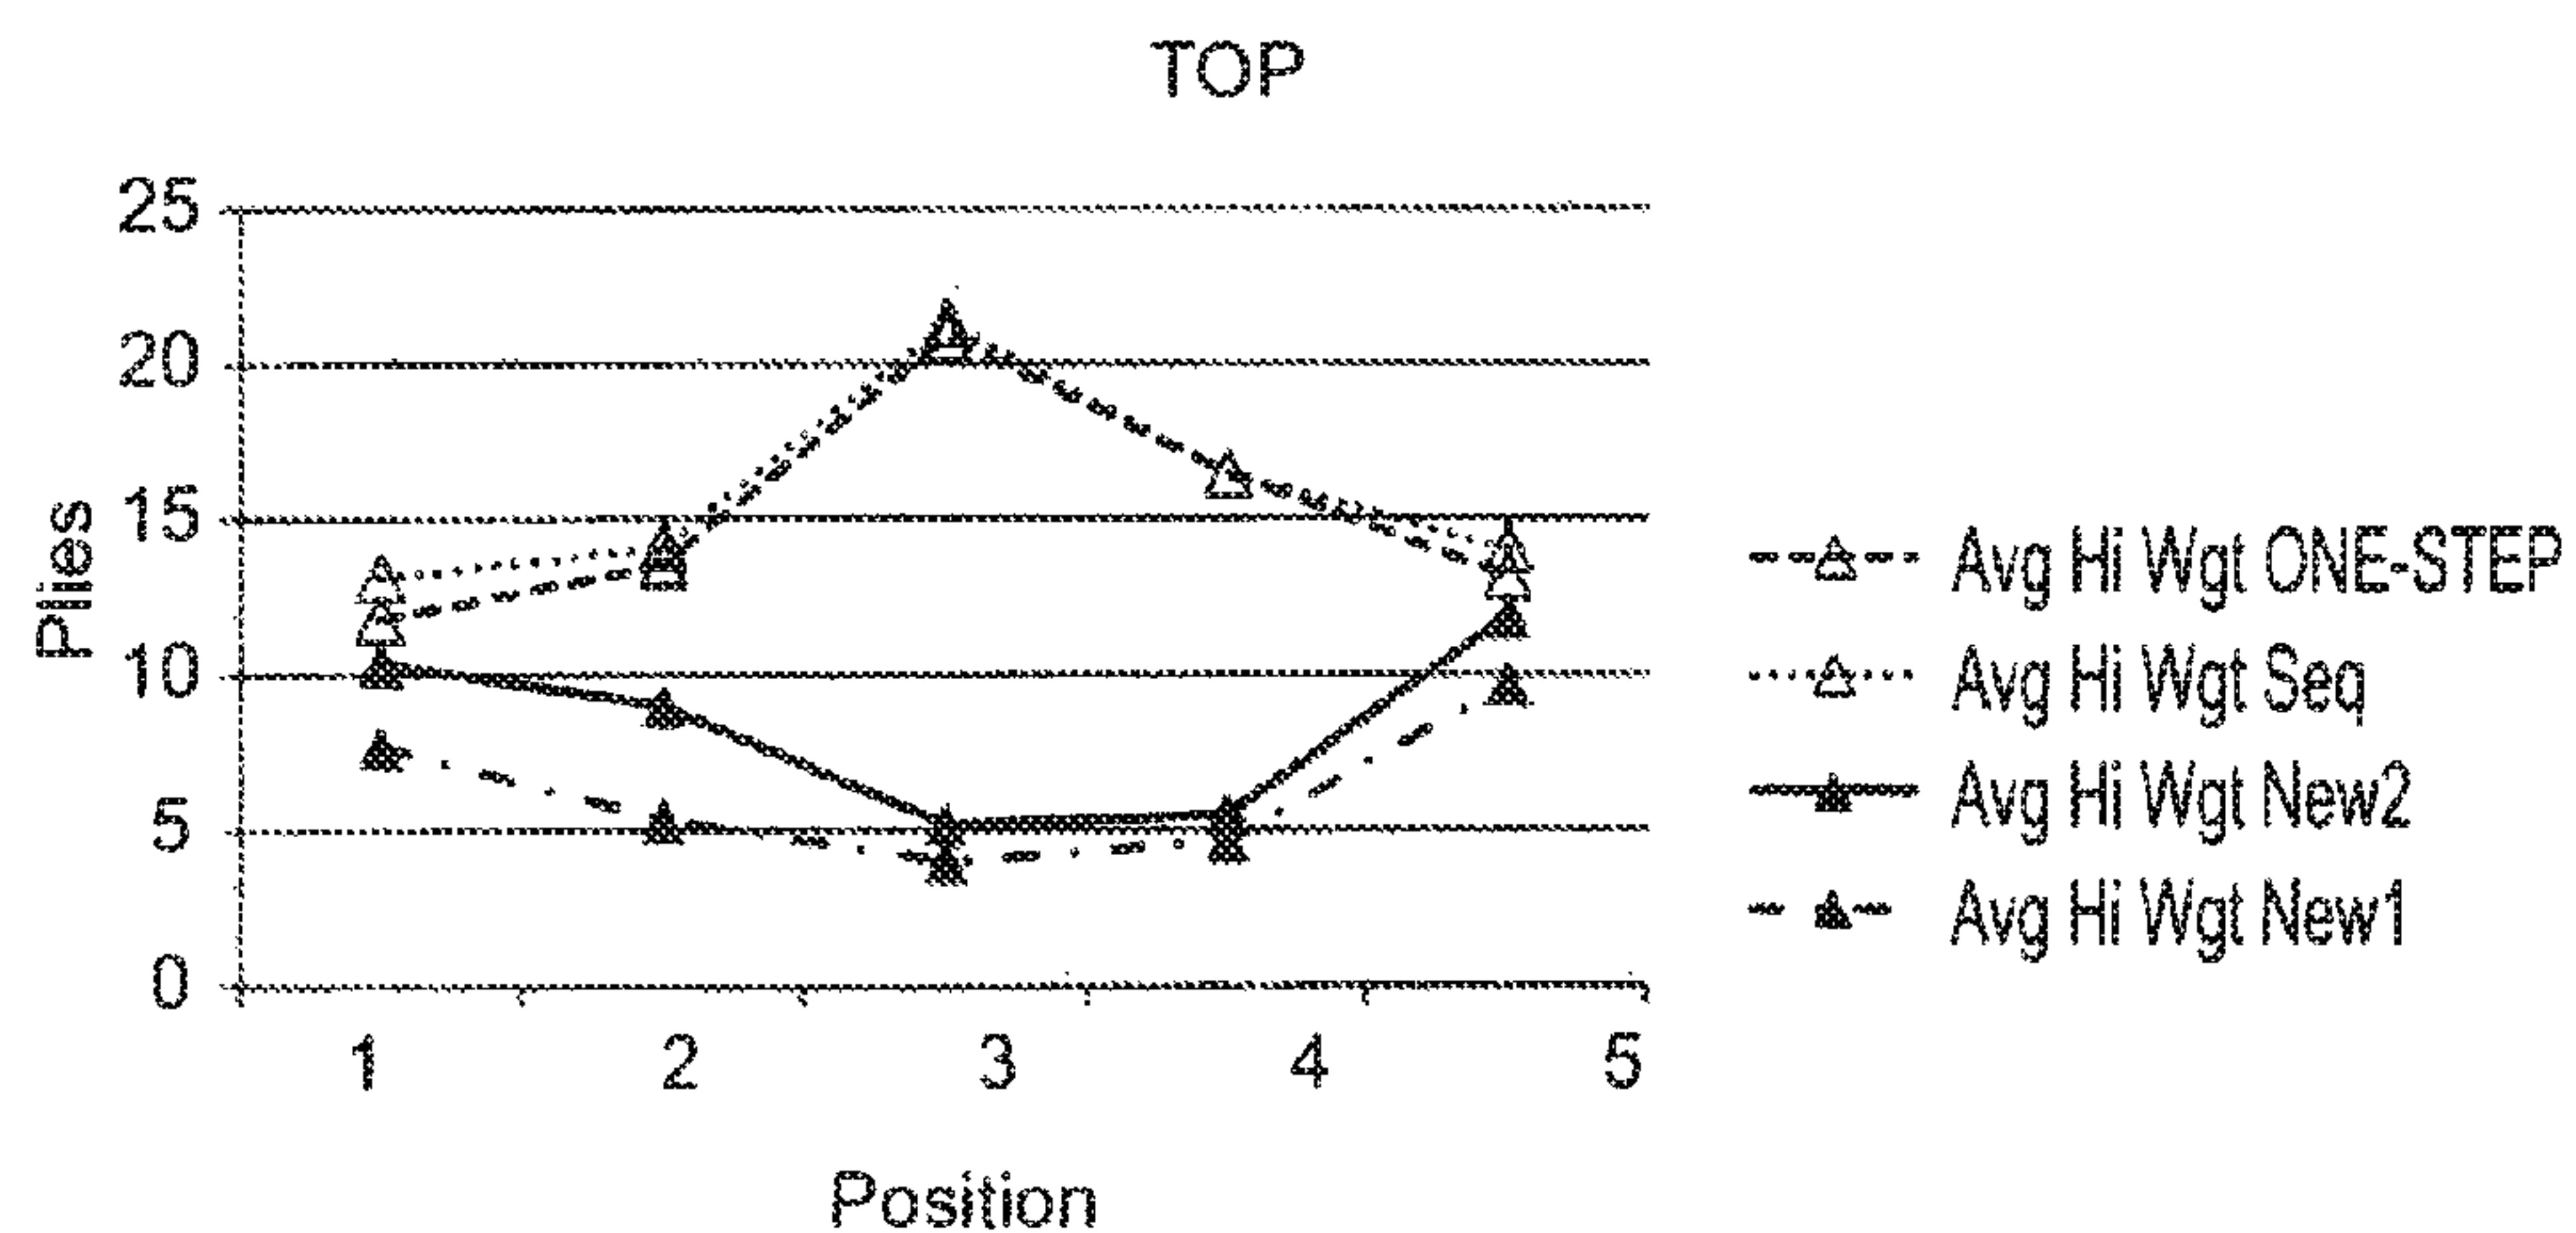 TOP
25
20
15
10
5
0
Plies
1 2 3 4 5
Position
Avg Hi Wgt ONE-STEP
Avg Hi Wgt Seq
Avg Hi Wgt New2
Avg Hi Wgt New1